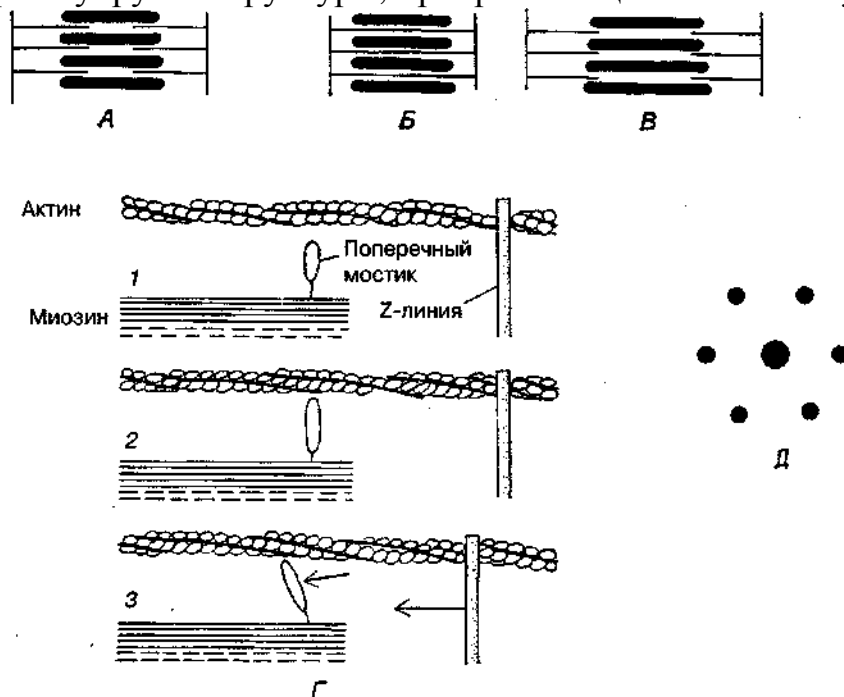 А Б В
Актин
Поперечный
мостик
1
Миозин
Z-линия
2
Д
3
Г